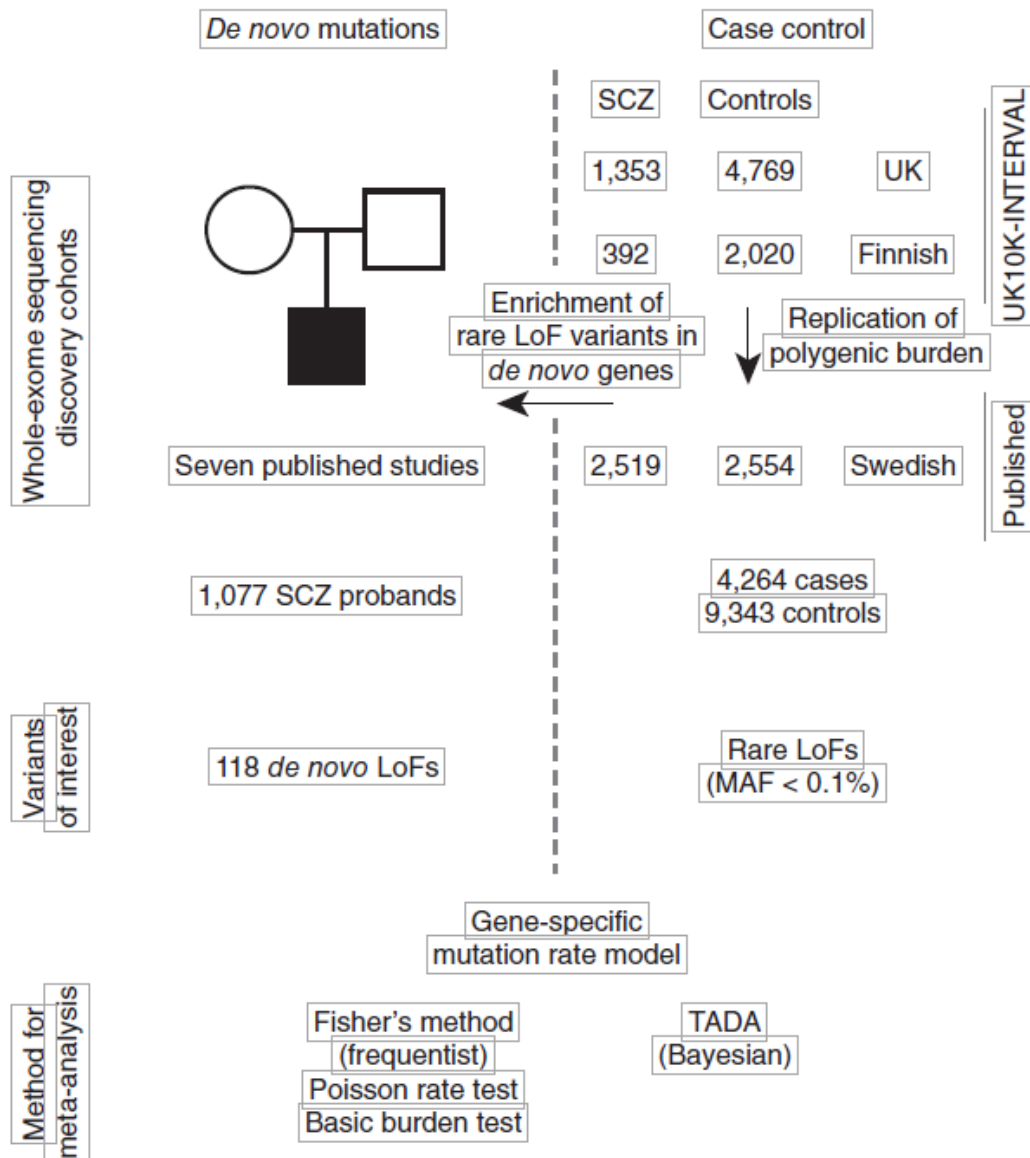 De novo mutations
Case control
SCZ
Controls
1,353
4,769
UK
392
2,020
Finnish
UK10K-INTERVAL
Whole-exome sequencing
discovery cohorts
Enrichment of
rare LoF variants in
de novo genes
Replication of
polygenic burden
Seven published studies
2,519
2,554
Swedish
Published
1,077 SCZ probands
4,264 cases
9,343 controls
Variants
of interest
118 de novo LoFs
Rare LoFs
(MAF < 0.1%)
Gene-specific
mutation rate model
Method for
meta-analysis
Fisher’s method
(frequentist)
Poisson rate test
Basic burden test
TADA
(Bayesian)